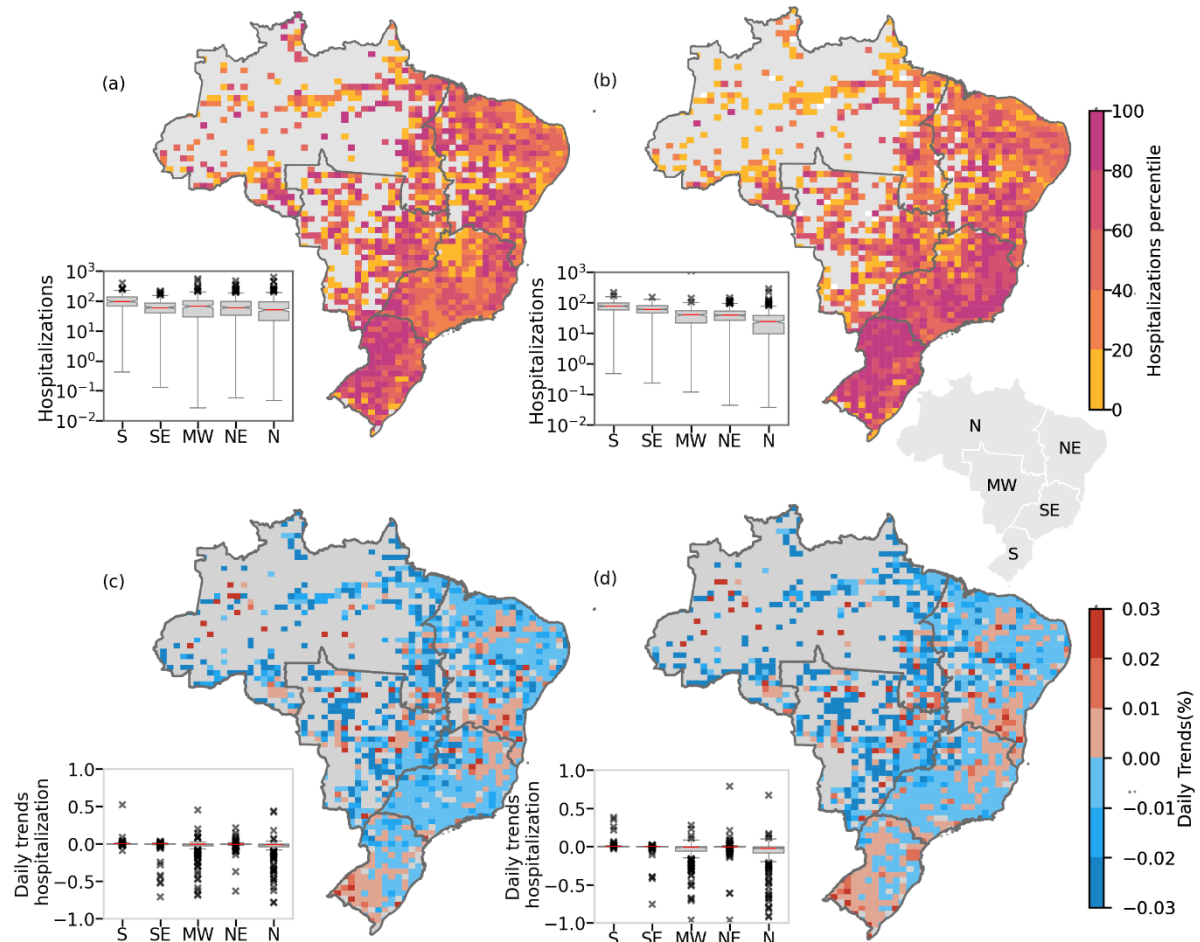 (a)
(b)
Hospitalizations
10³
10²
10¹
10⁰
10⁻¹
10⁻²
S SE MW NE N
Hospitalizations
10³
10²
10¹
10⁰
10⁻¹
10⁻²
S SE MW NE N
100
80
60
40
20
0
Hospitalizations percentile
N
NE
MW
SE
S
(c)
(d)
Daily trends
hospitalization
1.0
0.5
0.0
−0.5
−1.0
S SE MW NE N
Daily trends
hospitalization
1.0
0.5
0.0
−0.5
−1.0
S SE MW NE N
0.03
0.02
0.01
0.00
−0.01
−0.02
−0.03
Daily Trends(%)